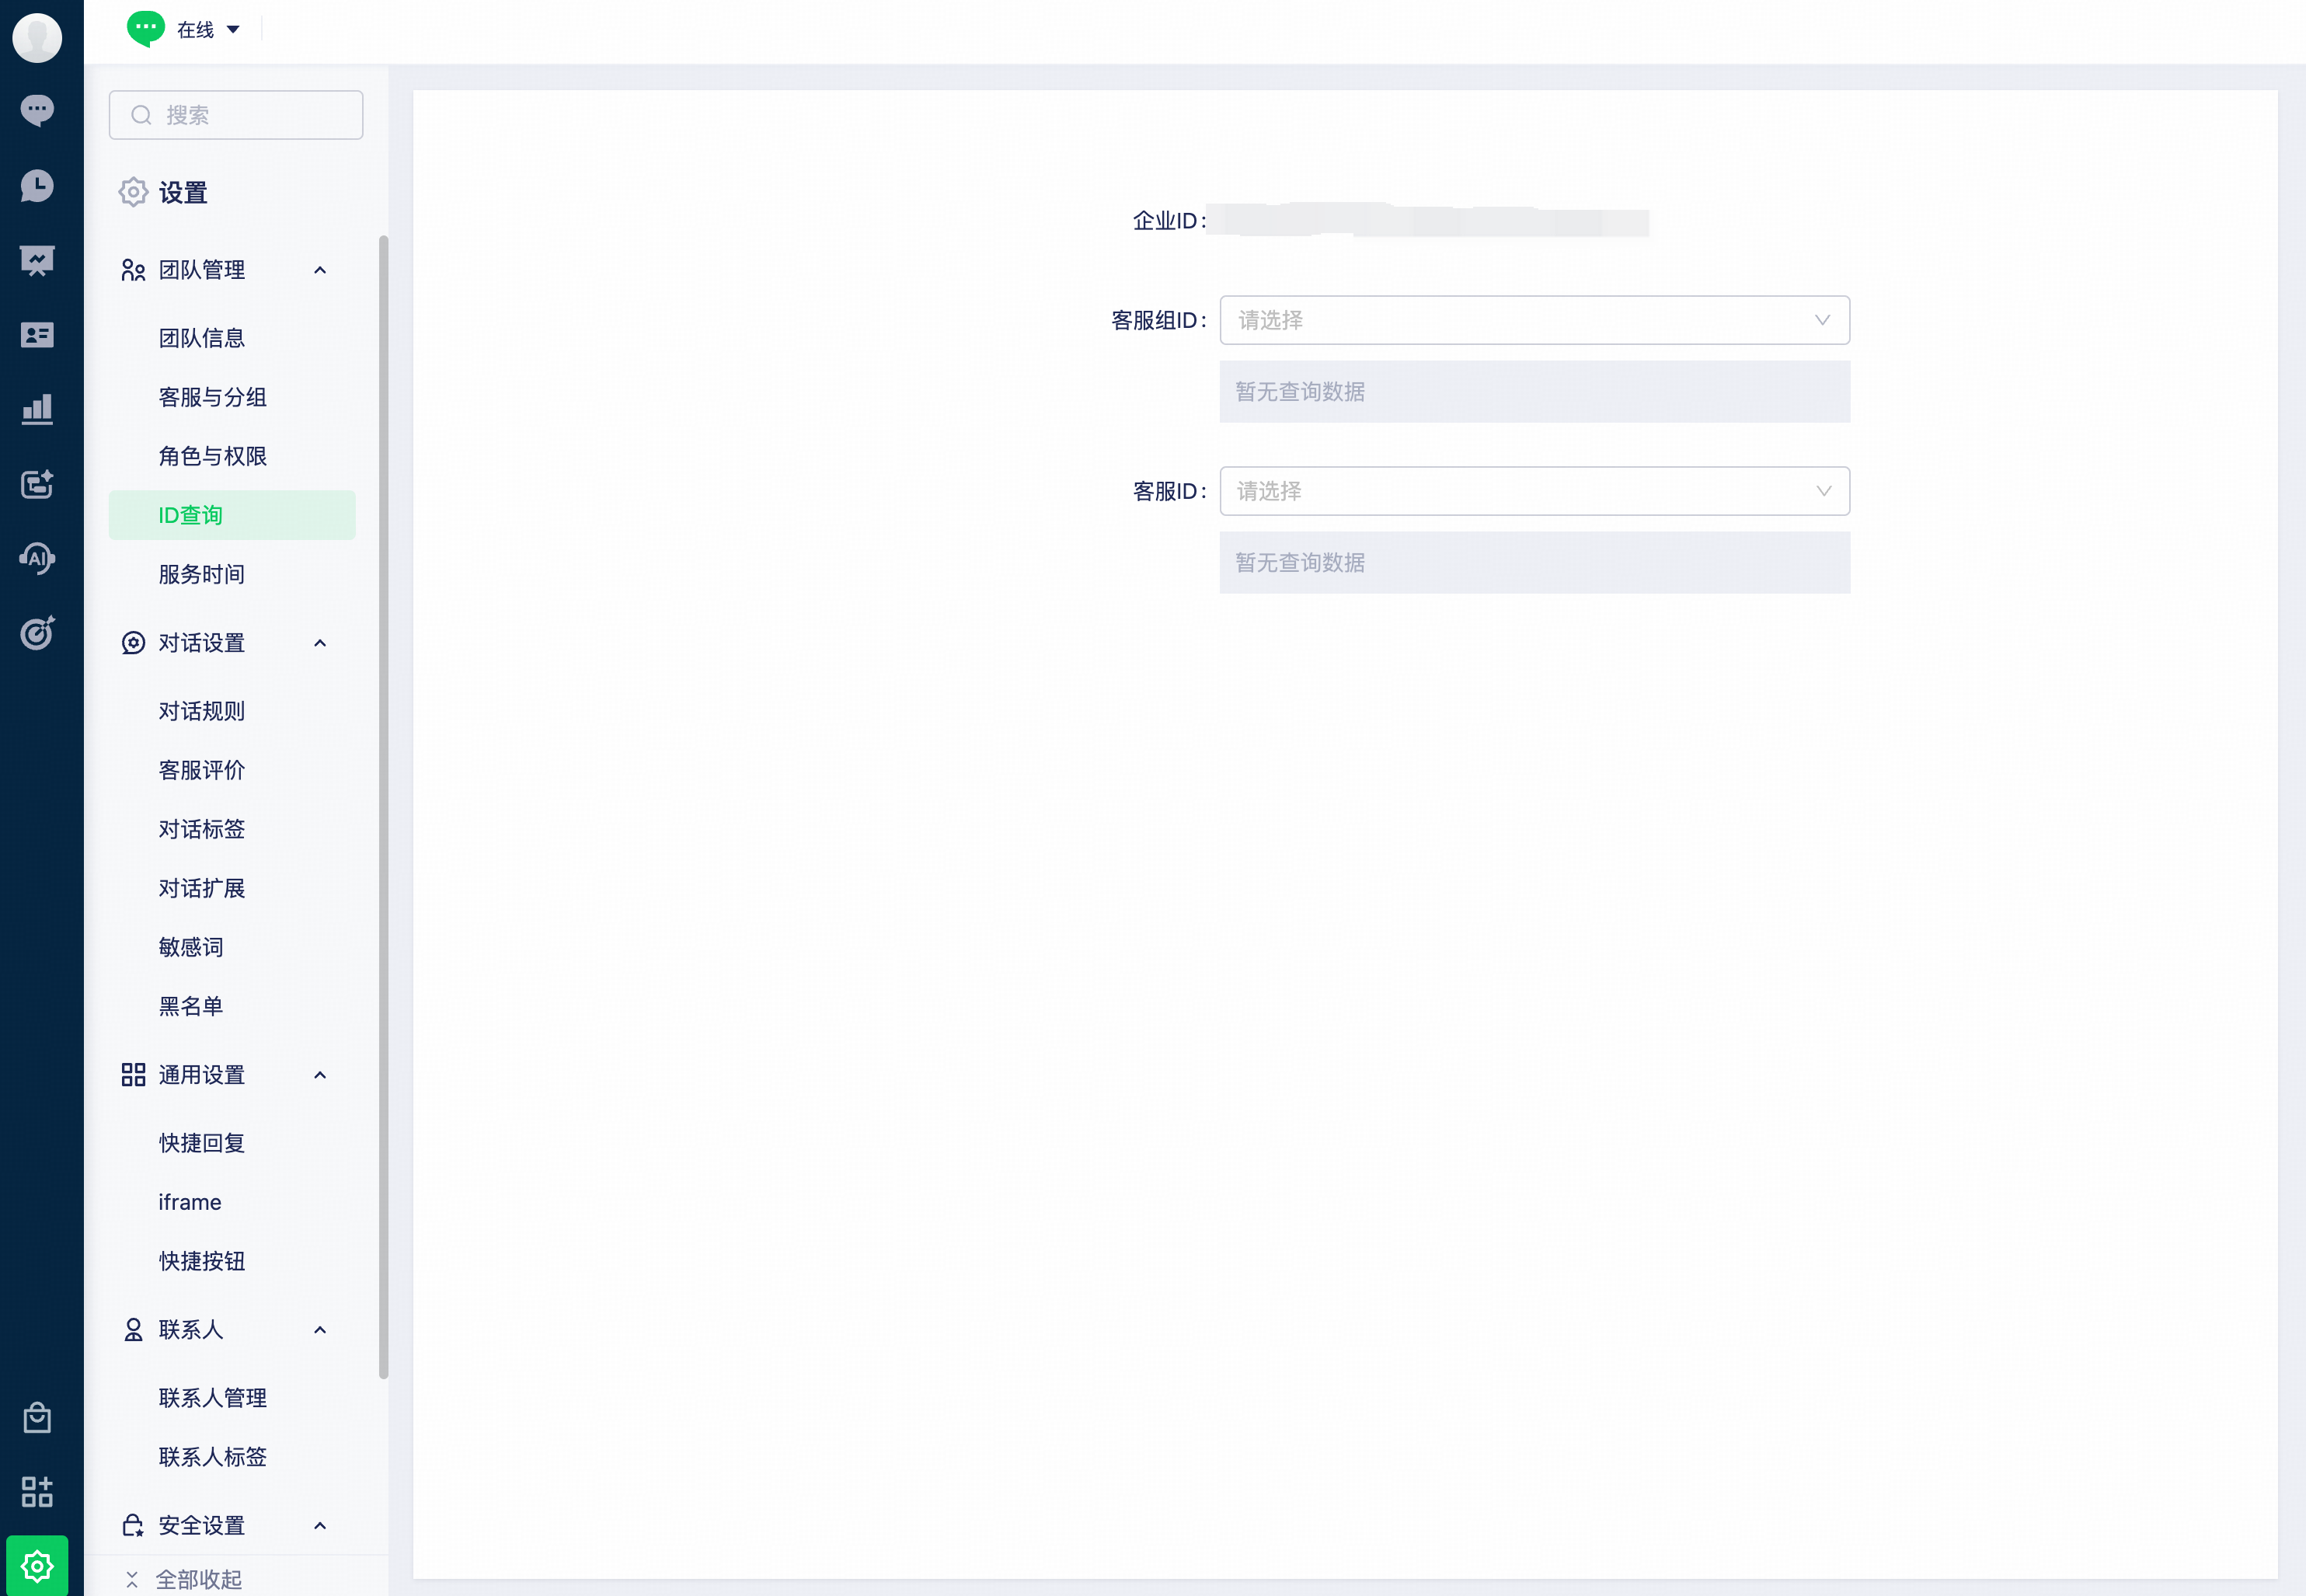 在线
搜索
设置
团队管理
团队信息
客服与分组
角色与权限
ID查询
服务时间
对话设置
对话规则
客服评价
对话标签
对话扩展
敏感词
黑名单
通用设置
快捷回复
iframe
快捷按钮
联系人
联系人管理
联系人标签
安全设置
全部收起
AI
企业ID:
客服组ID: 请选择
暂无查询数据
客服ID: 请选择
暂无查询数据